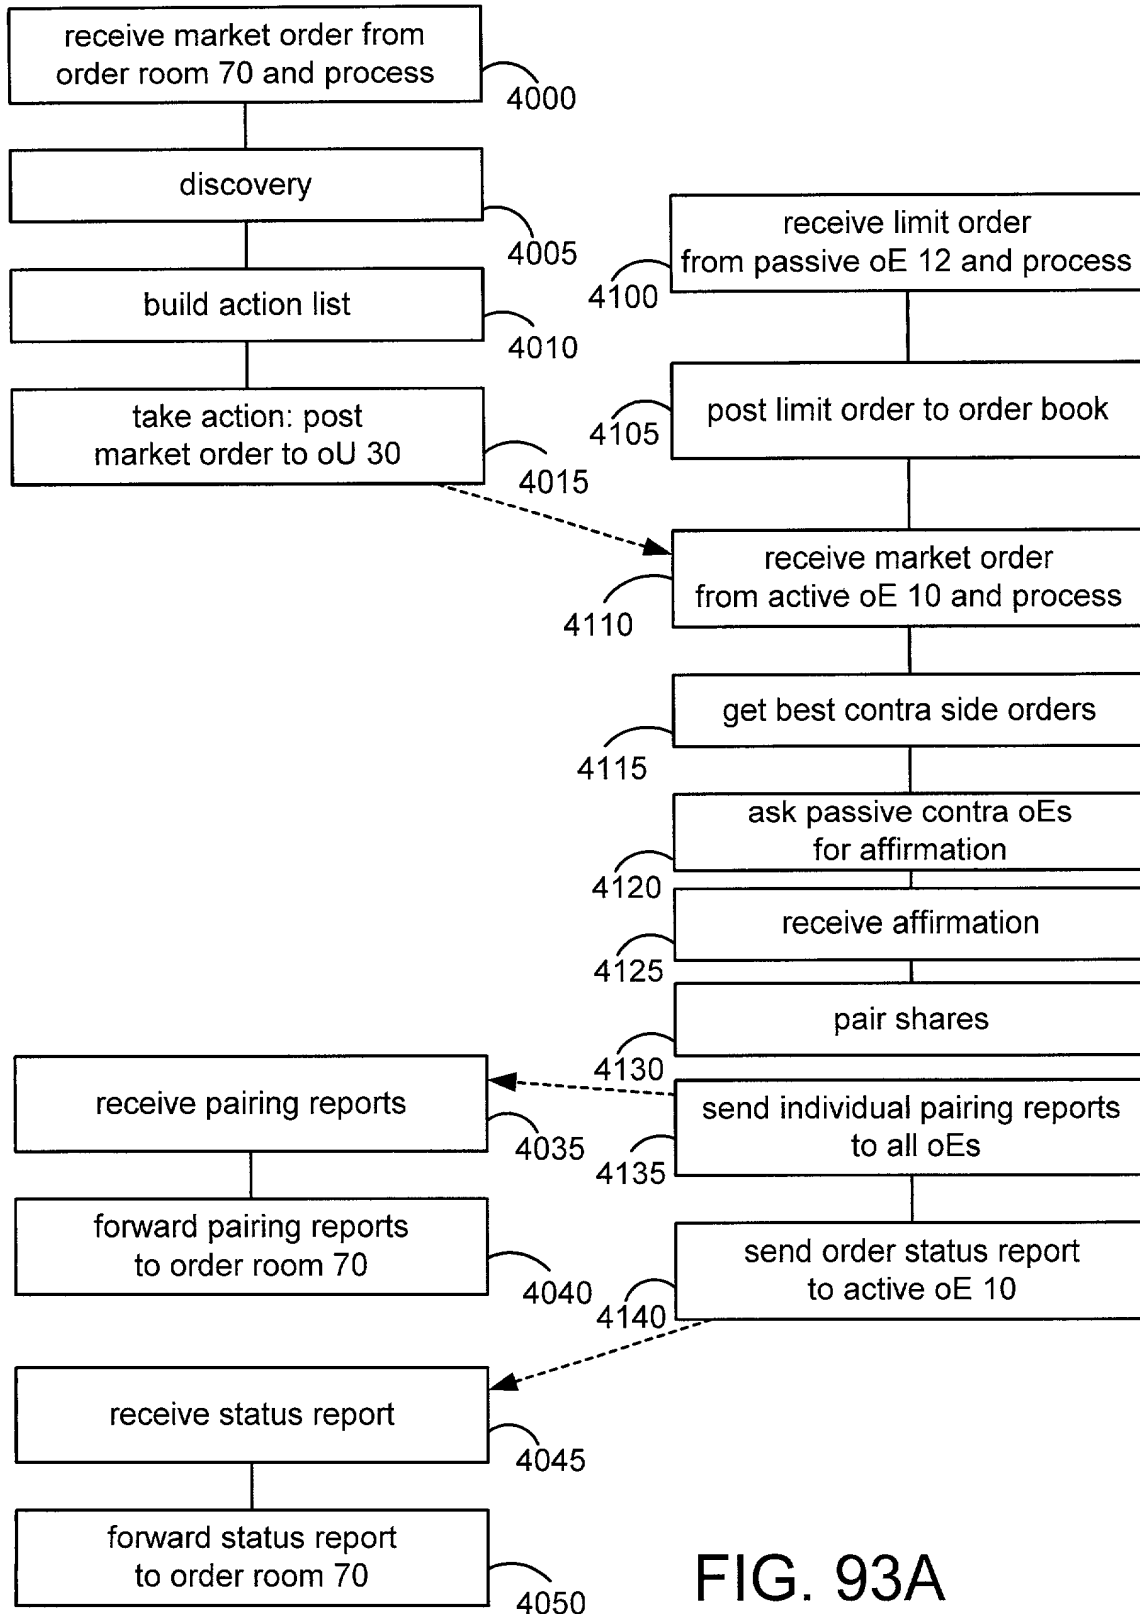 receive market order from
order room 70 and process
4000
discovery
4005
build action list
4010
take action: post
market order to oU 30
4015
receive limit order
from passive oE 12 and process
4100
post limit order to order book
4105
receive market order
from active oE 10 and process
4110
get best contra side orders
4115
ask passive contra oEs
for affirmation
4120
receive affirmation
4125
pair shares
4130
send individual pairing reports
to all oEs
4135
send order status report
to active oE 10
4140
receive pairing reports
4035
forward pairing reports
to order room 70
4040
receive status report
4045
forward status report
to order room 70
4050
FIG. 93A